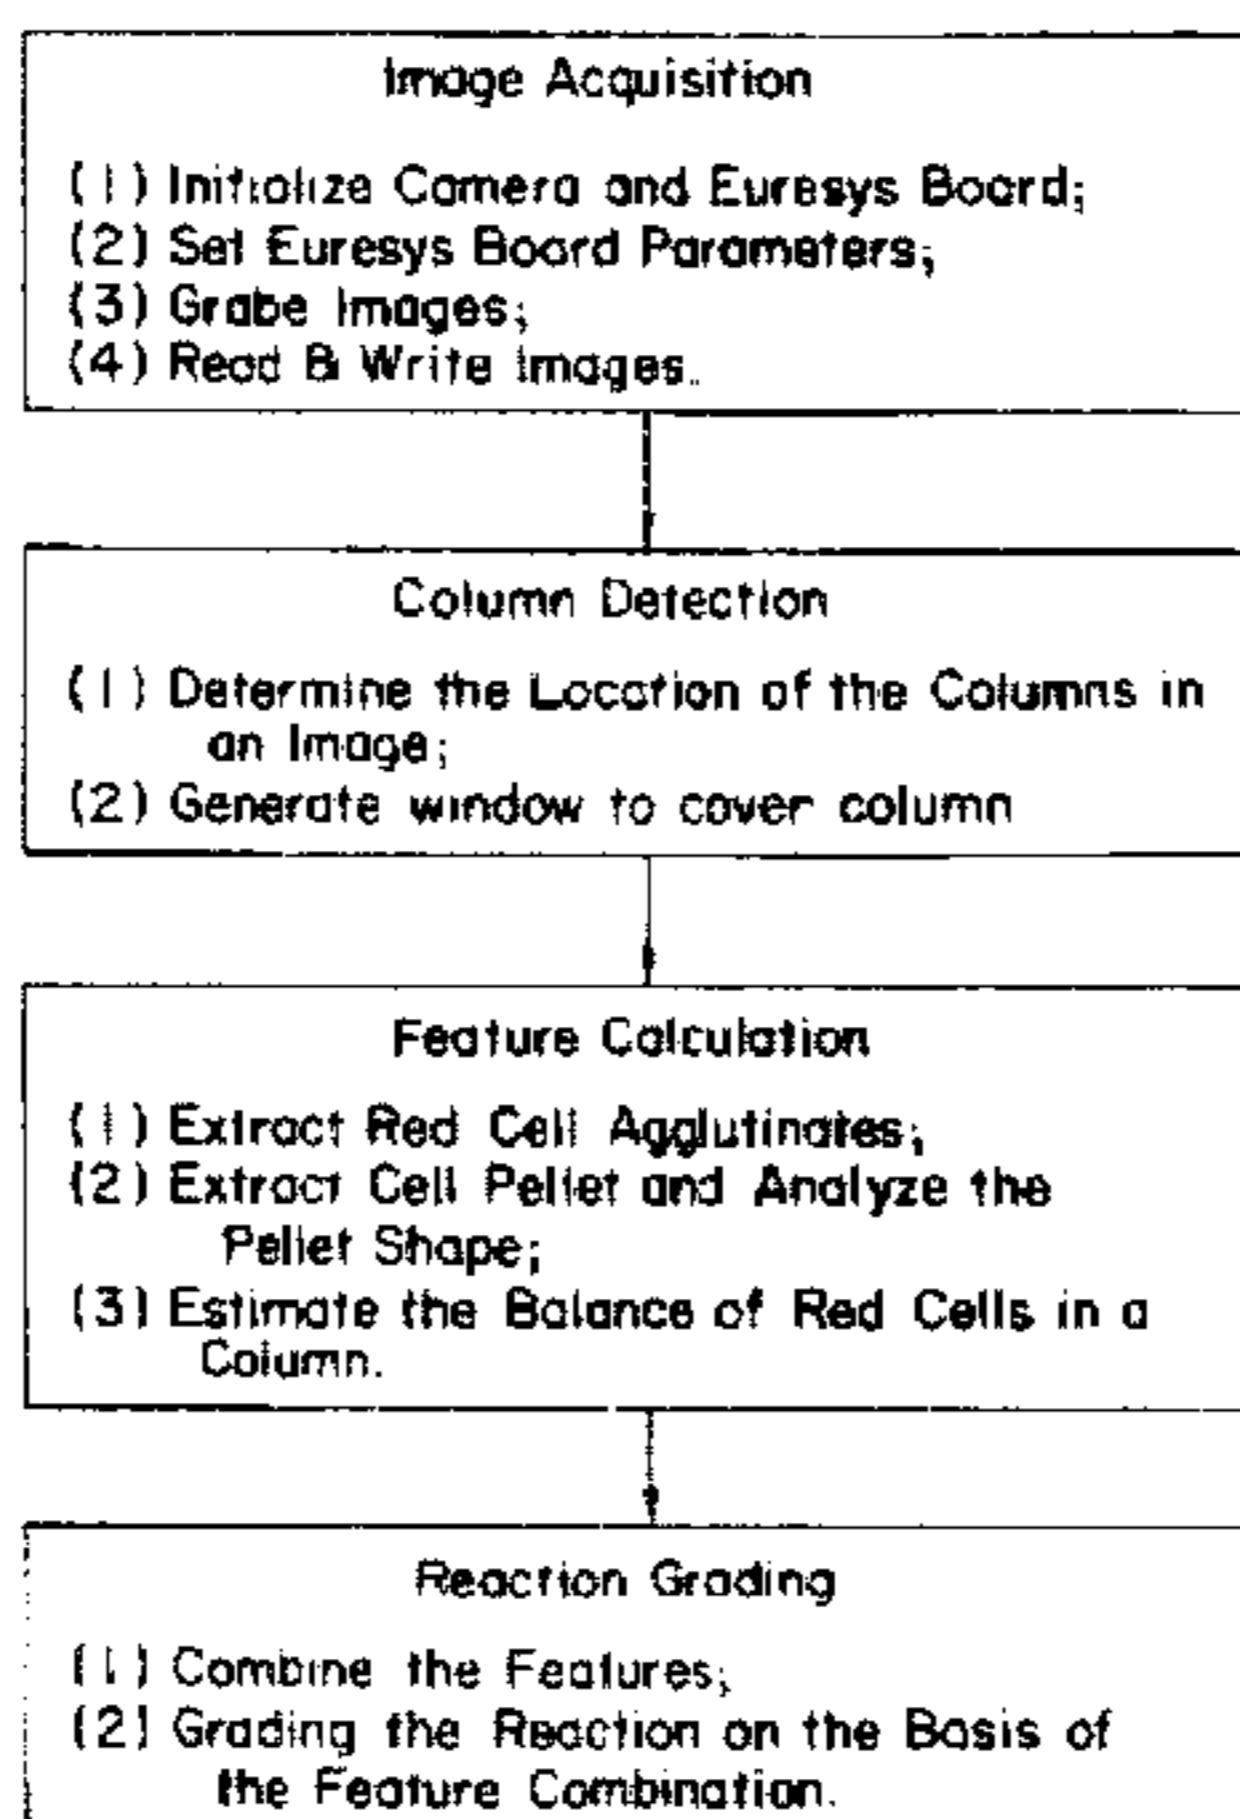 Image Acquisition
(1) Initialize Camera and Euresys Board;
(2) Set Euresys Board Parameters;
(3) Grabe Images;
(4) Read & Write Images.
Column Detection
(1) Determine the Location of the Columns in
an Image;
(2) Generate window to cover column
Feature Calculation
(1) Extract Red Cell Agglutinates;
(2) Extract Cell Pellet and Analyze the
Pellet Shape;
(3) Estimate the Balance of Red Cells in a
Column.
Reaction Grading
(1) Combine the Features;
(2) Grading the Reaction on the Basis of
the Feature Combination.